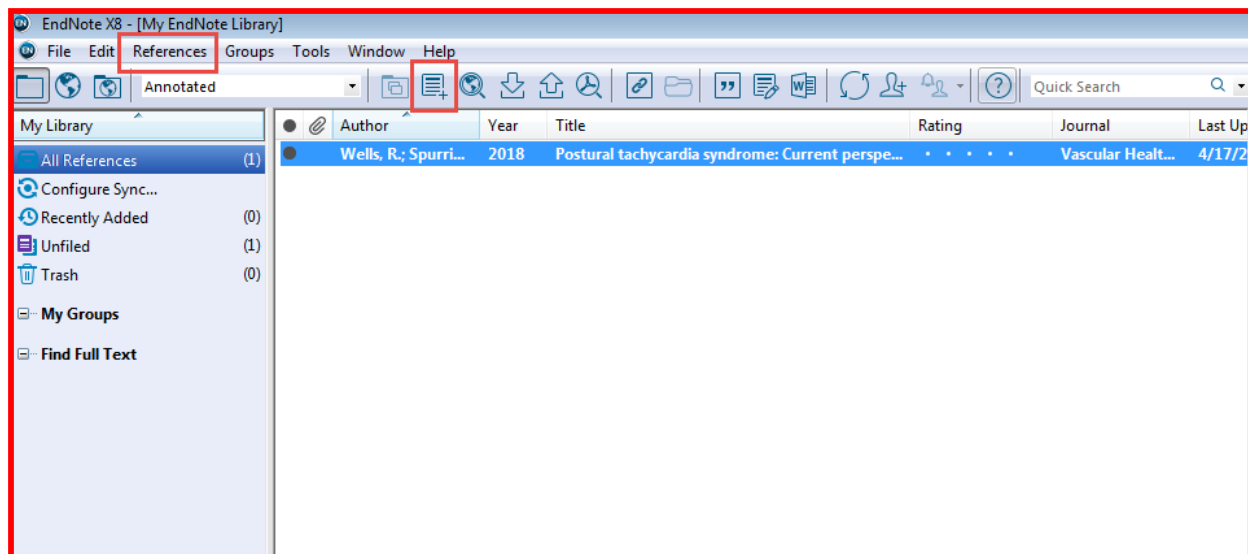 EN EndNote X8 - [My EndNote Library]
EN File Edit References Groups Tools Window Help
Annotated Quick Search
My Library Author Year Title Rating Journal Last Up
All References (1) Wells, R.; Spurri... 2018 Postural tachycardia syndrome: Current perspe... Vascular Healt... 4/17/2
Configure Sync...
Recently Added (0)
Unfiled (1)
Trash (0)
My Groups
Find Full Text